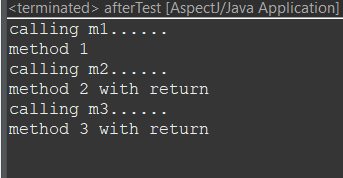 <terminated> afterTest [AspectJ/Java Application]
calling m1......
method 1
calling m2......
method 2 with return
calling m3......
method 3 with return